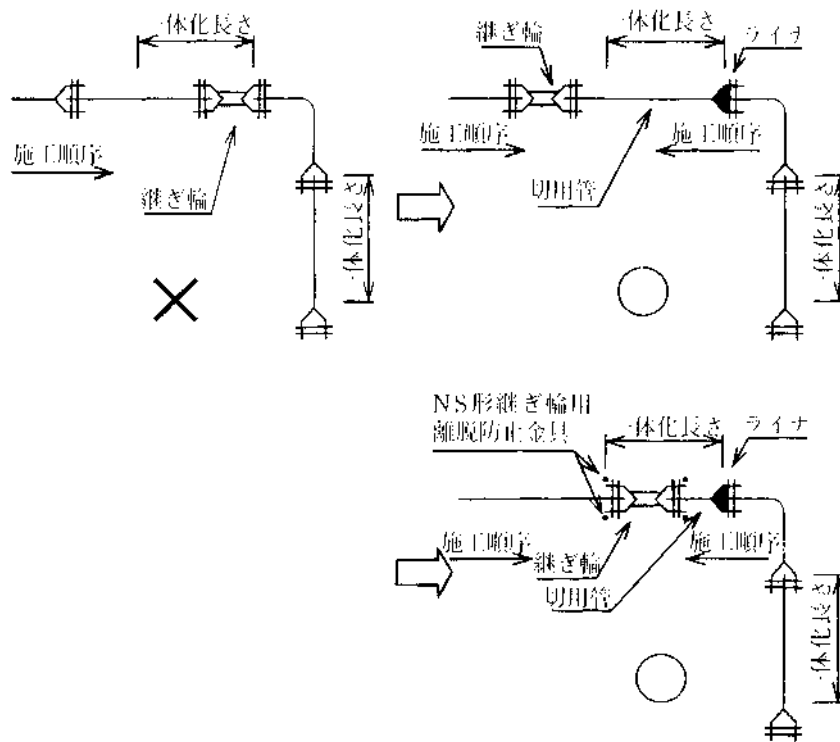 一体化長さ
施工順序
継ぎ輪
一体化長さ
継ぎ輪
一体化長さ
ライナ
施工順序
施工順序
切用管
一体化長さ
NS形継ぎ輪用
離脱防止金具
一体化長さ
ライナ
施工順序
継ぎ輪
施工順序
切用管
一体化長さ